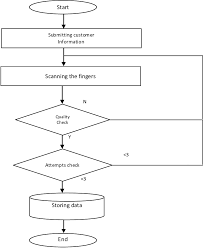 Start
Submitting customer
Information
Scanning the fingers
N
Quality
Check
Y
<3
Attempts check
<3
Storing data
End